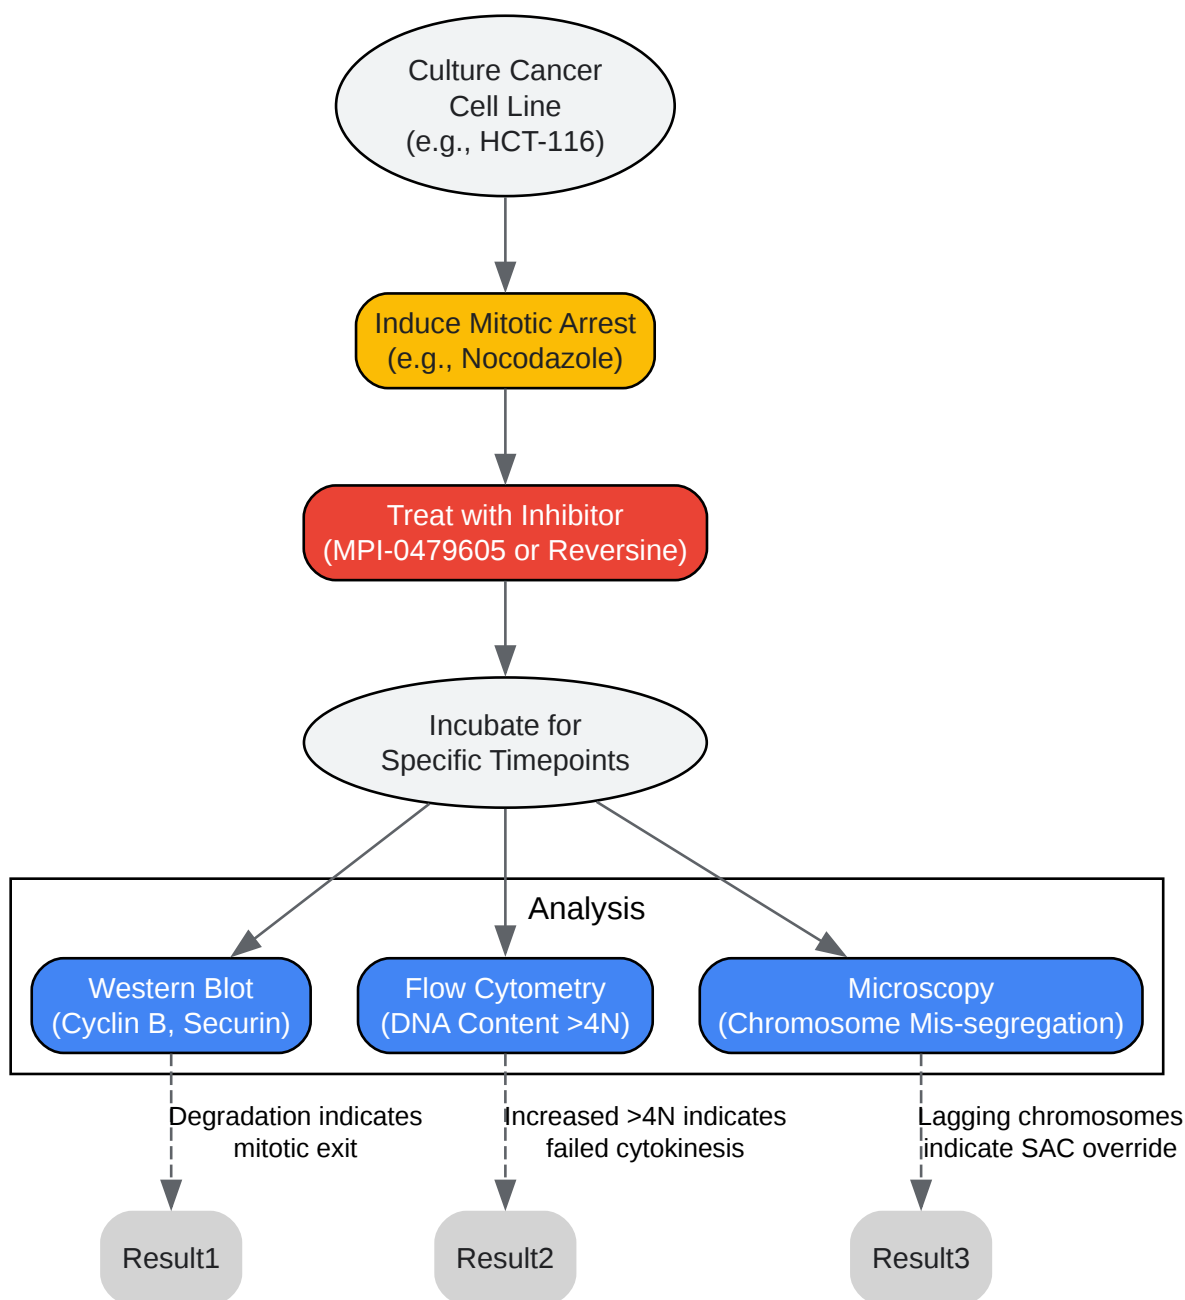 Culture Cancer
Cell Line
(e.g., HCT-116)
Induce Mitotic Arrest
(e.g., Nocodazole)
Treat with Inhibitor
(MPI-0479605 or Reversine)
Incubate for
Specific Timepoints
Analysis
Western Blot
(Cyclin B, Securin)
Flow Cytometry
(DNA Content >4N)
Microscopy
(Chromosome Mis-segregation)
Degradation indicates
mitotic exit
Increased >4N indicates
failed cytokinesis
Lagging chromosomes
indicate SAC override
Result1
Result2
Result3